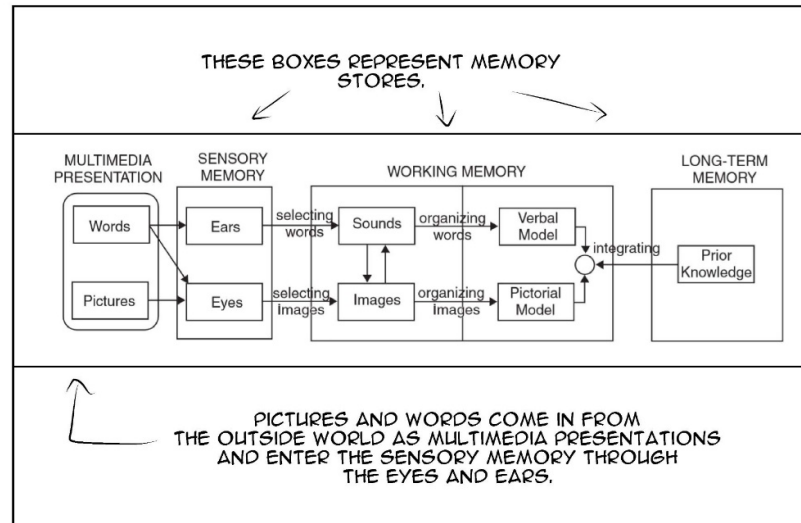 THESE BOXES REPRESENT MEMORY
STORES.
MULTIMEDIA
PRESENTATION
SENSORY
MEMORY
WORKING MEMORY
LONG-TERM
MEMORY
Words
Ears
selecting
words
Sounds
organizing
words
Verbal
Model
integrating
Prior
Knowledge
Pictures
Eyes
selecting
images
Images
organizing
images
Pictorial
Model
PICTURES AND WORDS COME IN FROM
THE OUTSIDE WORLD AS MULTIMEDIA PRESENTATIONS
AND ENTER THE SENSORY MEMORY THROUGH
THE EYES AND EARS.